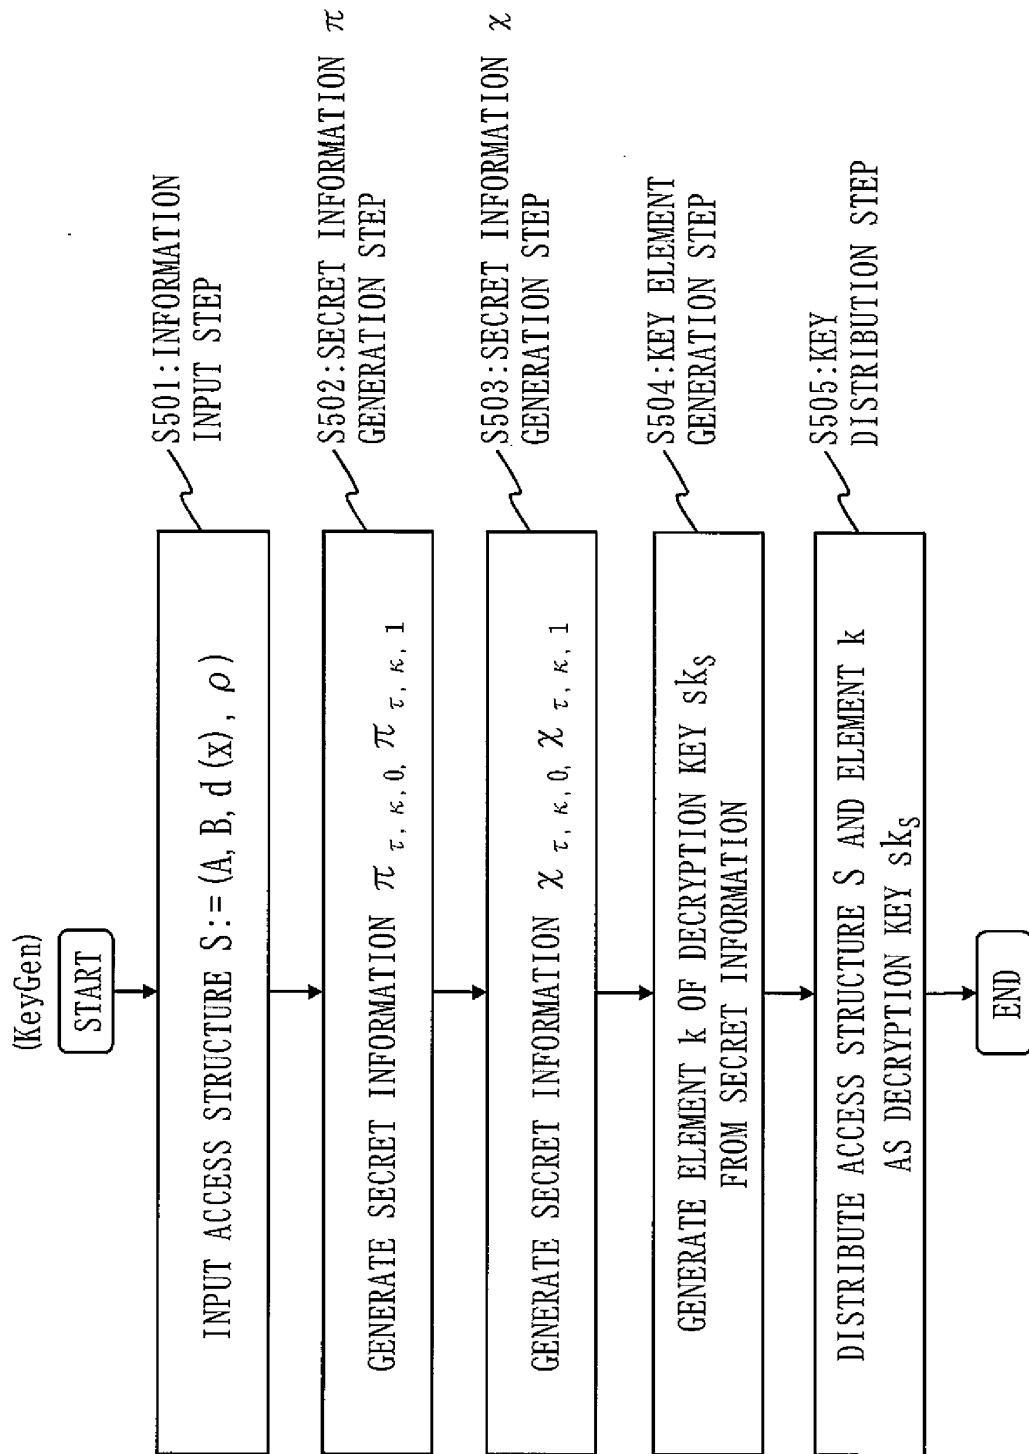 (KeyGen)
START
INPUT ACCESS STRUCTURE S:=(A, B, d(x), ρ)
S501:INFORMATION
INPUT STEP
GENERATE SECRET INFORMATION π τ, κ, 0, π τ, κ, 1
S502:SECRET INFORMATION π
GENERATION STEP
GENERATE SECRET INFORMATION χ τ, κ, 0, χ τ, κ, 1
S503:SECRET INFORMATION χ
GENERATION STEP
GENERATE ELEMENT k OF DECRYPTION KEY skS
FROM SECRET INFORMATION
S504:KEY ELEMENT
GENERATION STEP
DISTRIBUTE ACCESS STRUCTURE S AND ELEMENT k
AS DECRYPTION KEY skS
S505:KEY
DISTRIBUTION STEP
END